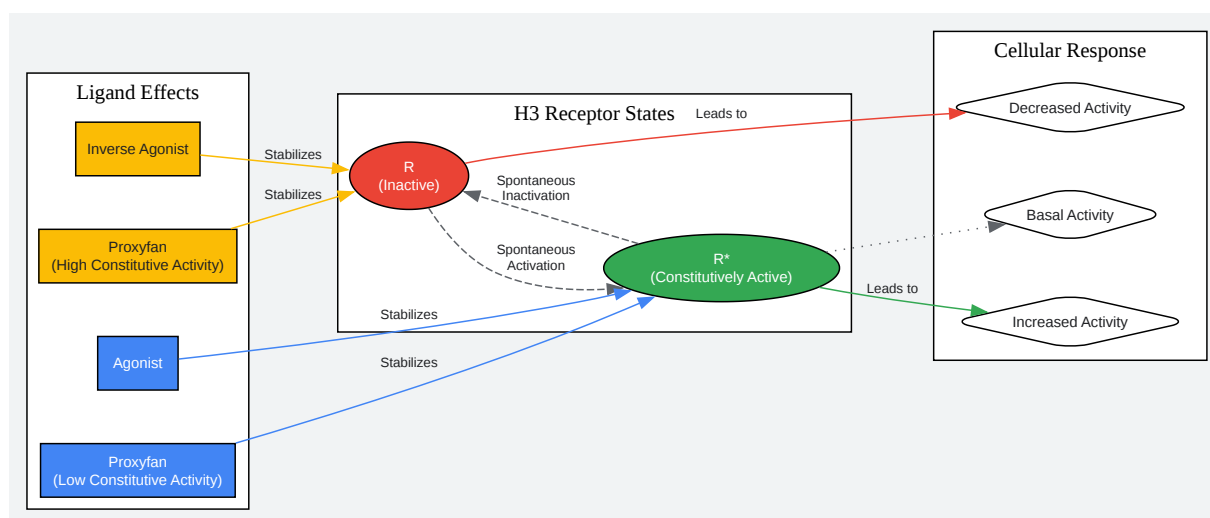 Ligand Effects
Inverse Agonist
Proxyfan
(High Constitutive Activity)
Agonist
Proxyfan
(Low Constitutive Activity)
Stabilizes
Stabilizes
Stabilizes
Stabilizes
H3 Receptor States
R
(Inactive)
Spontaneous
Inactivation
Spontaneous
Activation
R*
(Constitutively Active)
Leads to
Leads to
Cellular Response
Decreased Activity
Basal Activity
Increased Activity